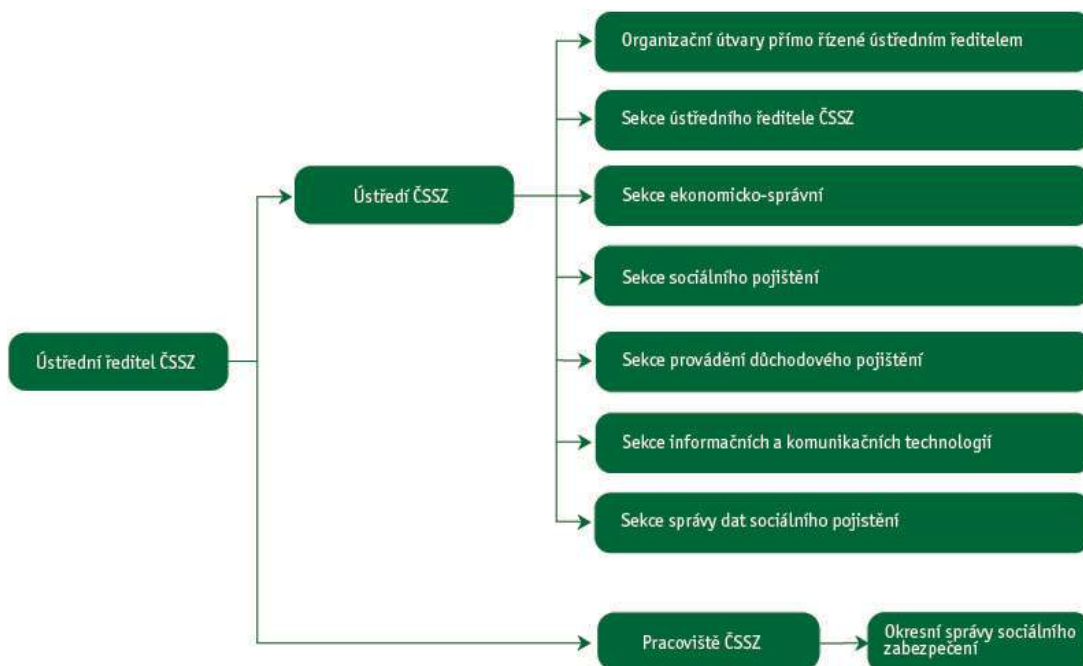 Organizační útvary přímo řízené ústředním ředitelem
Sekce ústředního ředitele ČSSZ
Ústředí ČSSZ
Sekce ekonomicko-správní
Sekce sociálního pojištění
Ústřední ředitel ČSSZ
Sekce provádění důchodového pojištění
Sekce informačních a komunikačních technologií
Sekce správy dat sociálního pojistění
Pracoviště ČSSZ
Okresní správy sociálního
zabezpečení